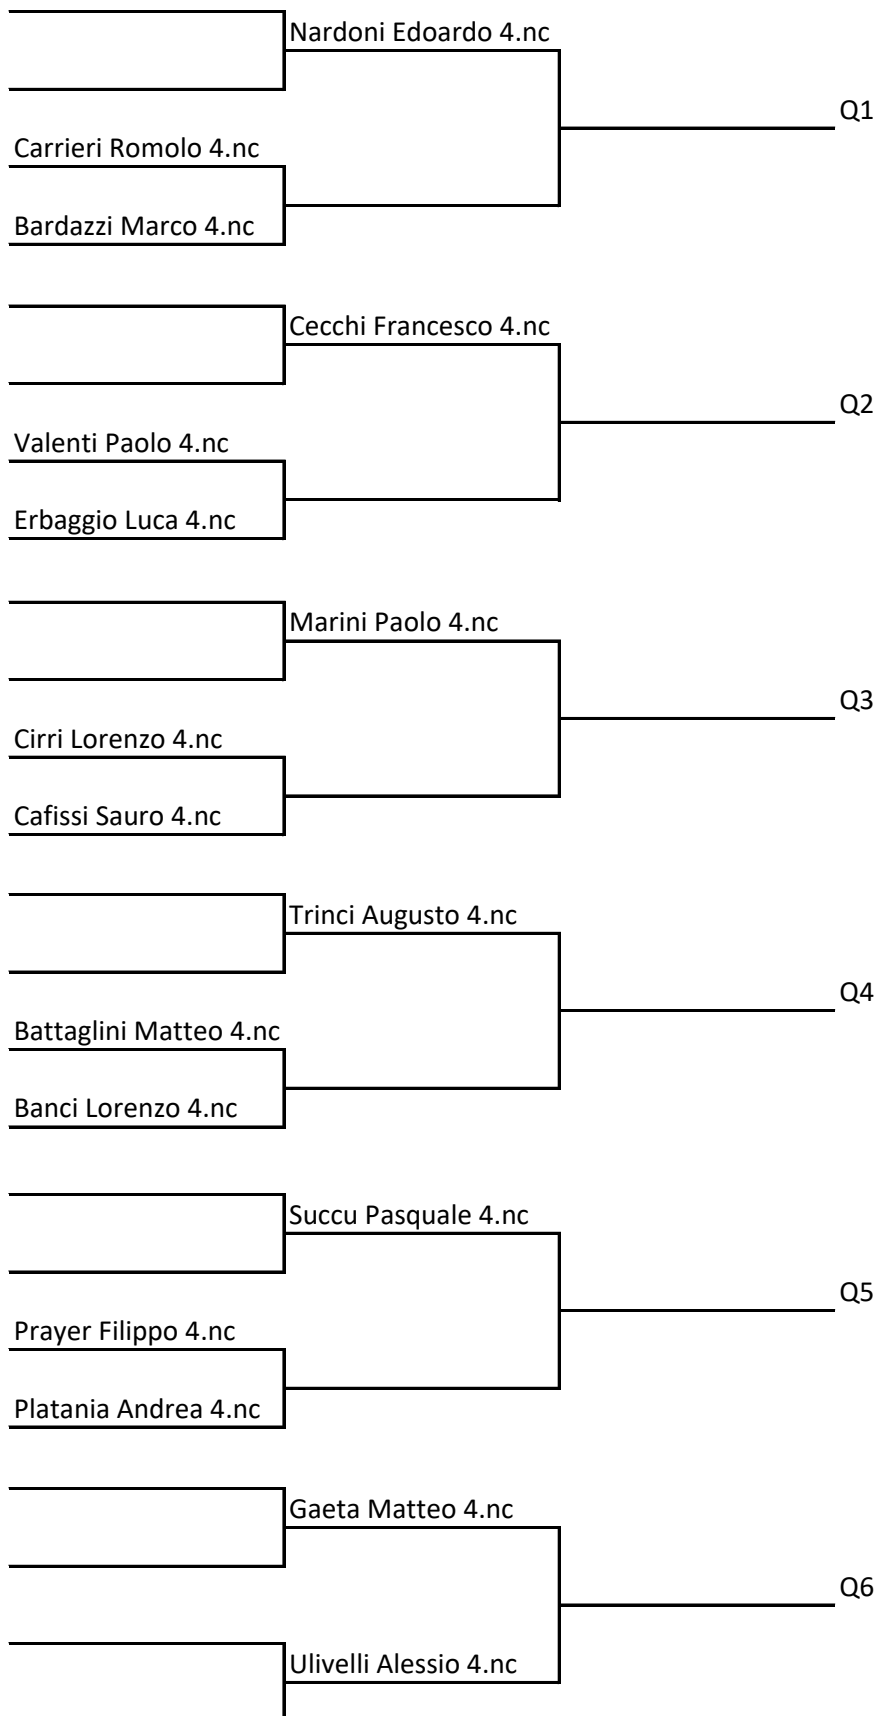 Nardoni Edoardo 4.nc
Q1
Carrieri Romolo 4.nc
Bardazzi Marco 4.nc
Cecchi Francesco 4.nc
Q2
Valenti Paolo 4.nc
Erbaggio Luca 4.nc
Marini Paolo 4.nc
Q3
Cirri Lorenzo 4.nc
Cafissi Sauro 4.nc
Trinci Augusto 4.nc
Q4
Battaglini Matteo 4.nc
Banci Lorenzo 4.nc
Succu Pasquale 4.nc
Q5
Prayer Filippo 4.nc
Platania Andrea 4.nc
Gaeta Matteo 4.nc
Q6
Ulivelli Alessio 4.nc